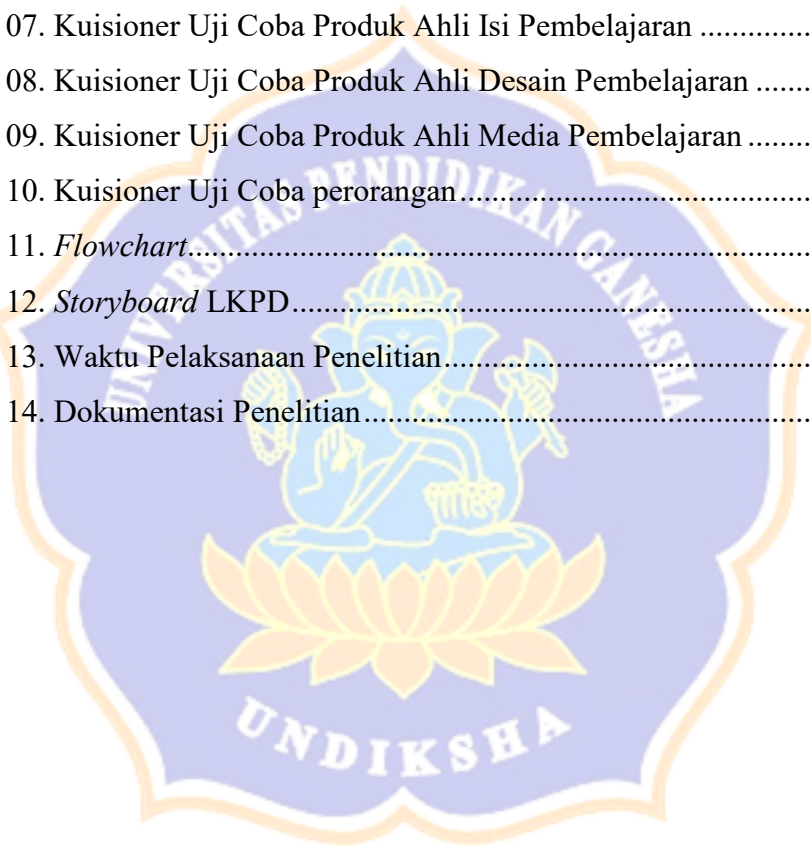 07. Kuisioner Uji Coba Produk Ahli Isi Pembelajaran ..............
08. Kuisioner Uji Coba Produk Ahli Desain Pembelajaran .......
09. Kuisioner Uji Coba Produk Ahli Media Pembelajaran ........
10. Kuisioner Uji Coba perorangan ..................................................
11. Flowchart ........................................................................................
12. Storyboard LKPD ..........................................................................
13. Waktu Pelaksanaan Penelitian ....................................................
14. Dokumentasi Penelitian ................................................................
UNIVERSITAS PENDIDIKAN GANESHA
UNDIKSHA